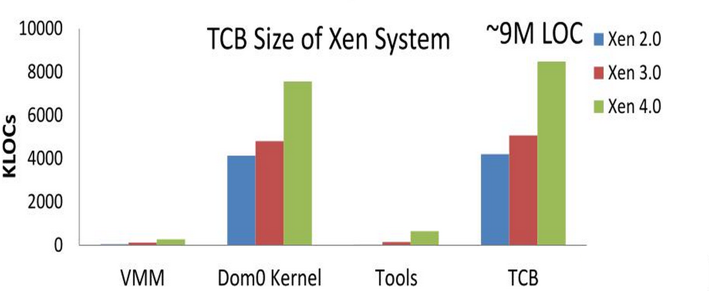 TCB Size of Xen System
~9M LOC
KLOCs
10000
8000
6000
4000
2000
0
VMM
Dom0 Kernel
Tools
TCB
Xen 2.0
Xen 3.0
Xen 4.0